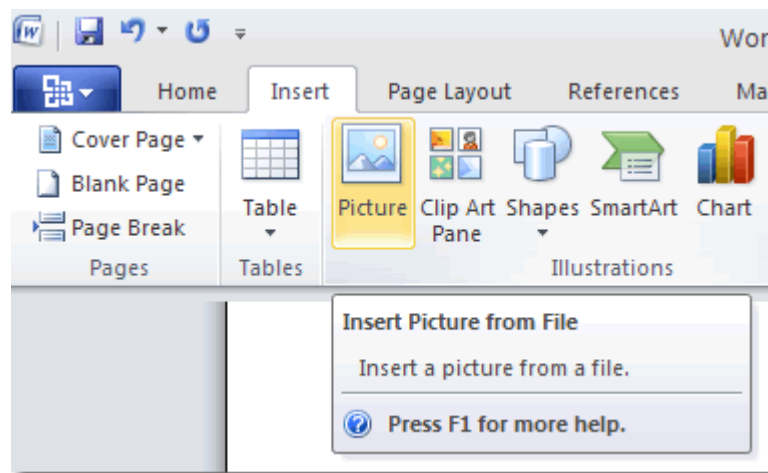 Wor
Home Insert Page Layout References Ma
Cover Page
Blank Page
Page Break
Table
Picture
Clip Art
Pane
Shapes
SmartArt
Chart
Pages Tables Illustrations
Insert Picture from File
Insert a picture from a file.
Press F1 for more help.